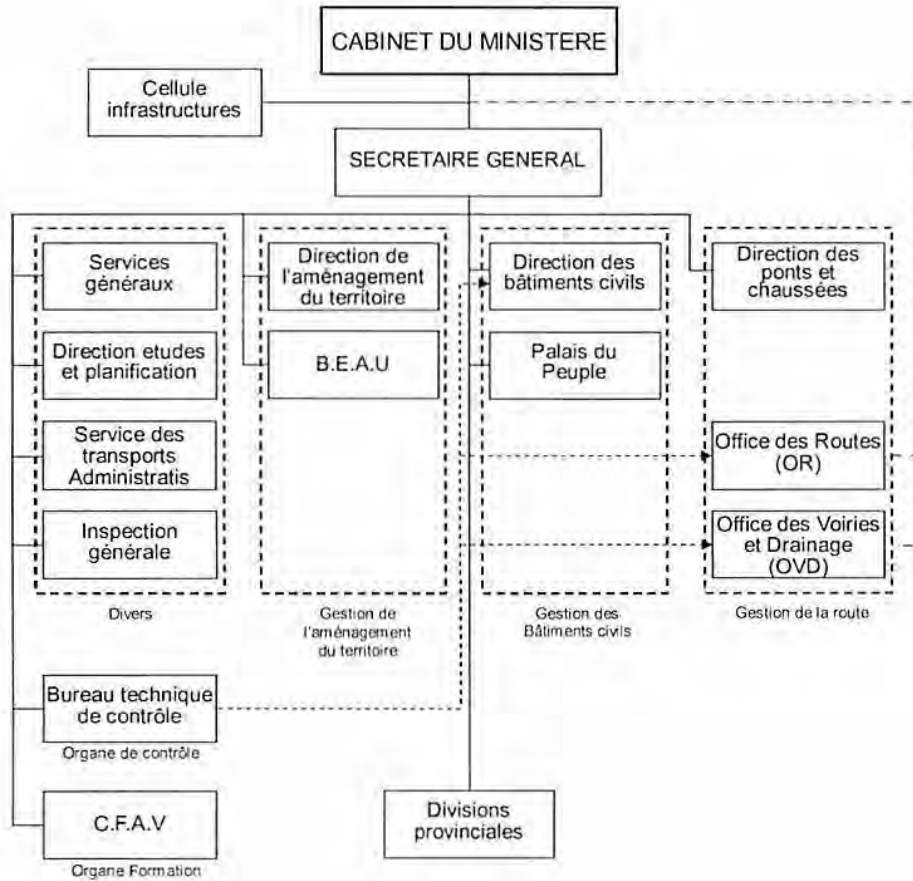 CABINET DU MINISTERE
Cellule
infrastructures
SECRETAIRE GENERAL
Services
généraux
Direction etudes
et planification
Service des
transports
Administratis
Inspection
générale
Divers
Direction de
l'aménagement
du territoire
B.E.A.U
Gestion de
l'aménagement
du territoire
Direction des
bâtiments civils
Palais du
Peuple
Gestion des
Bâtiments civils
Direction des
ponts et
chaussées
Office des Routes
(OR)
Office des Voiries
et Drainage
(OVD)
Gestion de la route
Bureau technique
de contrôle
Organe de contrôle
C.F.A.V
Organe Formation
Divisions
provinciales